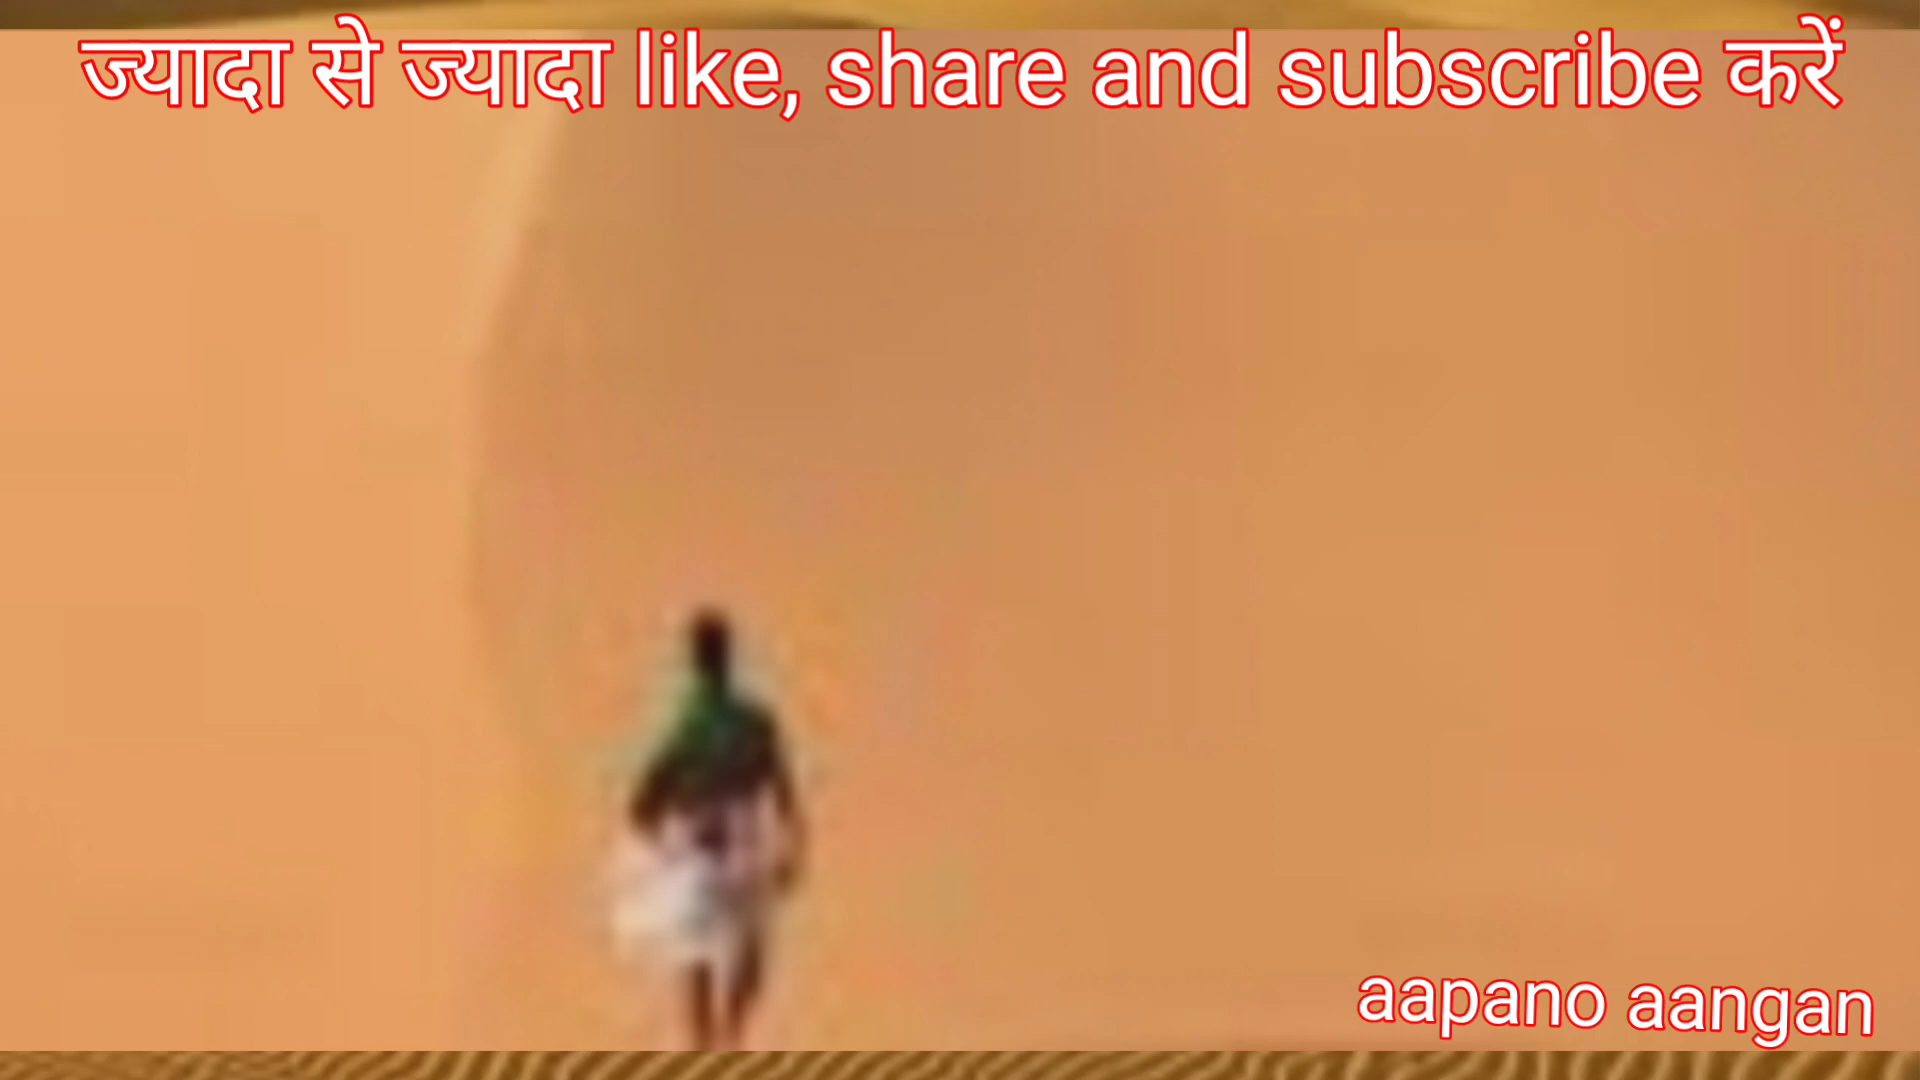 ज्यादा से ज्यादा like, share and subscribe करें
aapano aangan